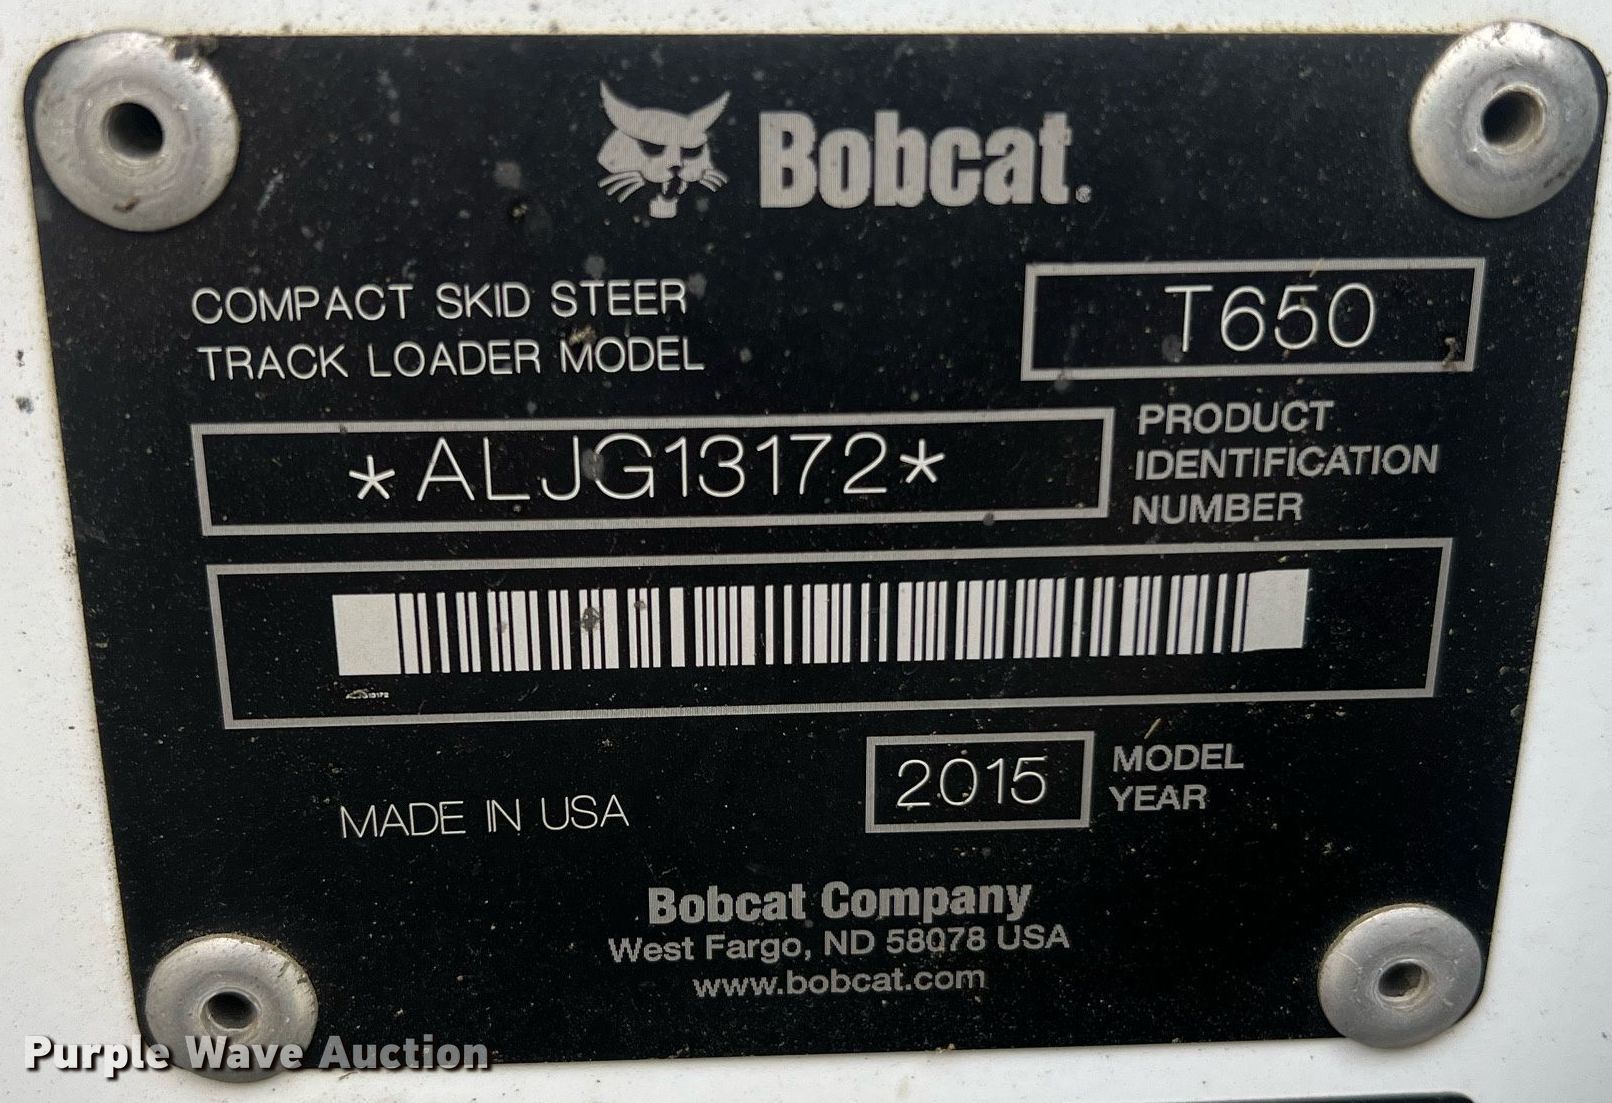 Bobcat®
COMPACT SKID STEER
TRACK LOADER MODEL
T650
*ALJG13172*
PRODUCT
IDENTIFICATION
NUMBER
MADE IN USA
2015
MODEL
YEAR
Bobcat Company
West Fargo, ND 58078 USA
www.bobcat.com
Purple Wave Auction